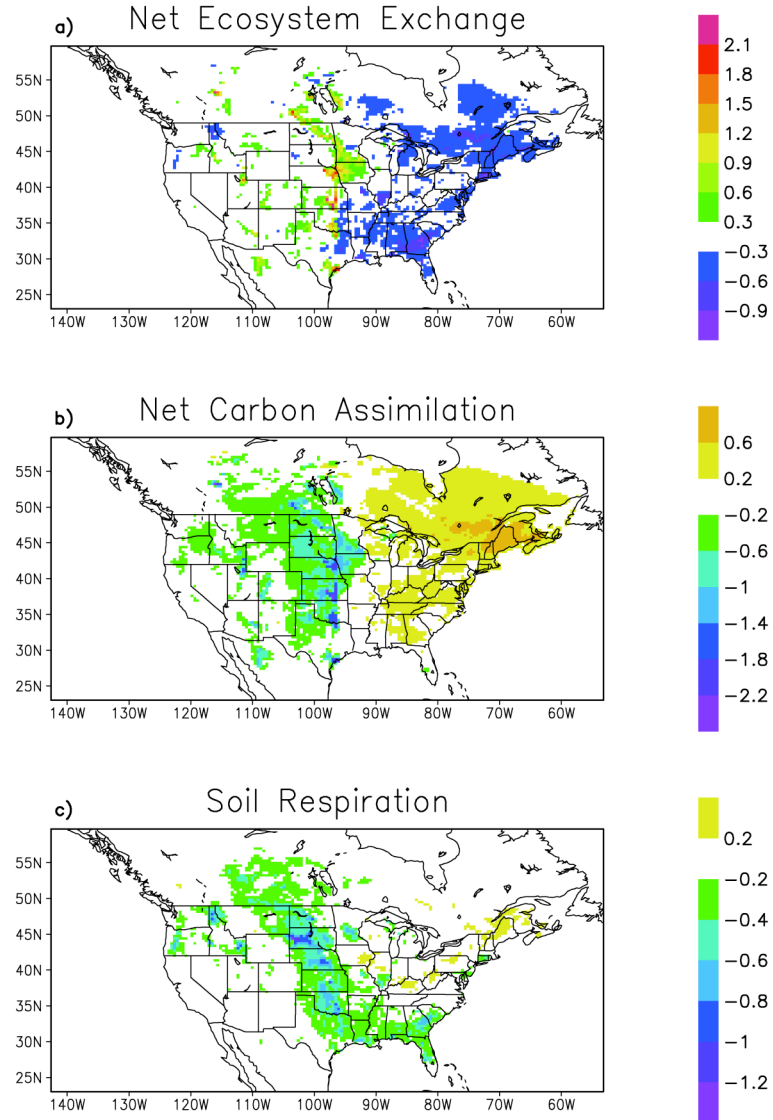 a) Net Ecosystem Exchange
55N
50N
45N
40N
35N
30N
25N
140W 130W 120W 110W 100W 90W 80W 70W 60W
2.1
1.8
1.5
1.2
0.9
0.6
0.3
−0.3
−0.6
−0.9
b) Net Carbon Assimilation
55N
50N
45N
40N
35N
30N
25N
140W 130W 120W 110W 100W 90W 80W 70W 60W
0.6
0.2
−0.2
−0.6
−1
−1.4
−1.8
−2.2
c) Soil Respiration
55N
50N
45N
40N
35N
30N
25N
140W 130W 120W 110W 100W 90W 80W 70W 60W
0.2
−0.2
−0.4
−0.6
−0.8
−1
−1.2